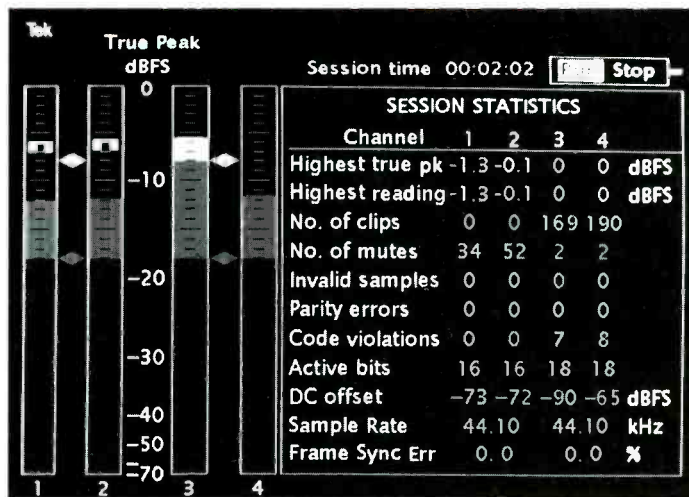 Tek
True Peak
dBFS
Session time 00:02:02 Run Stop
0
-10
-20
-30
-40
-50
-70
1 2 3 4
SESSION STATISTICS
Channel 1 2 3 4
Highest true pk -1.3 -0.1 0 0 dBFS
Highest reading -1.3 -0.1 0 0 dBFS
No. of clips 0 0 169 190
No. of mutes 34 52 2 2
Invalid samples 0 0 0 0
Parity errors 0 0 0 0
Code violations 0 0 7 8
Active bits 16 16 18 18
DC offset -73 -72 -90 -65 dBFS
Sample Rate 44.10 44.10 kHz
Frame Sync Err 0.0 0.0 %